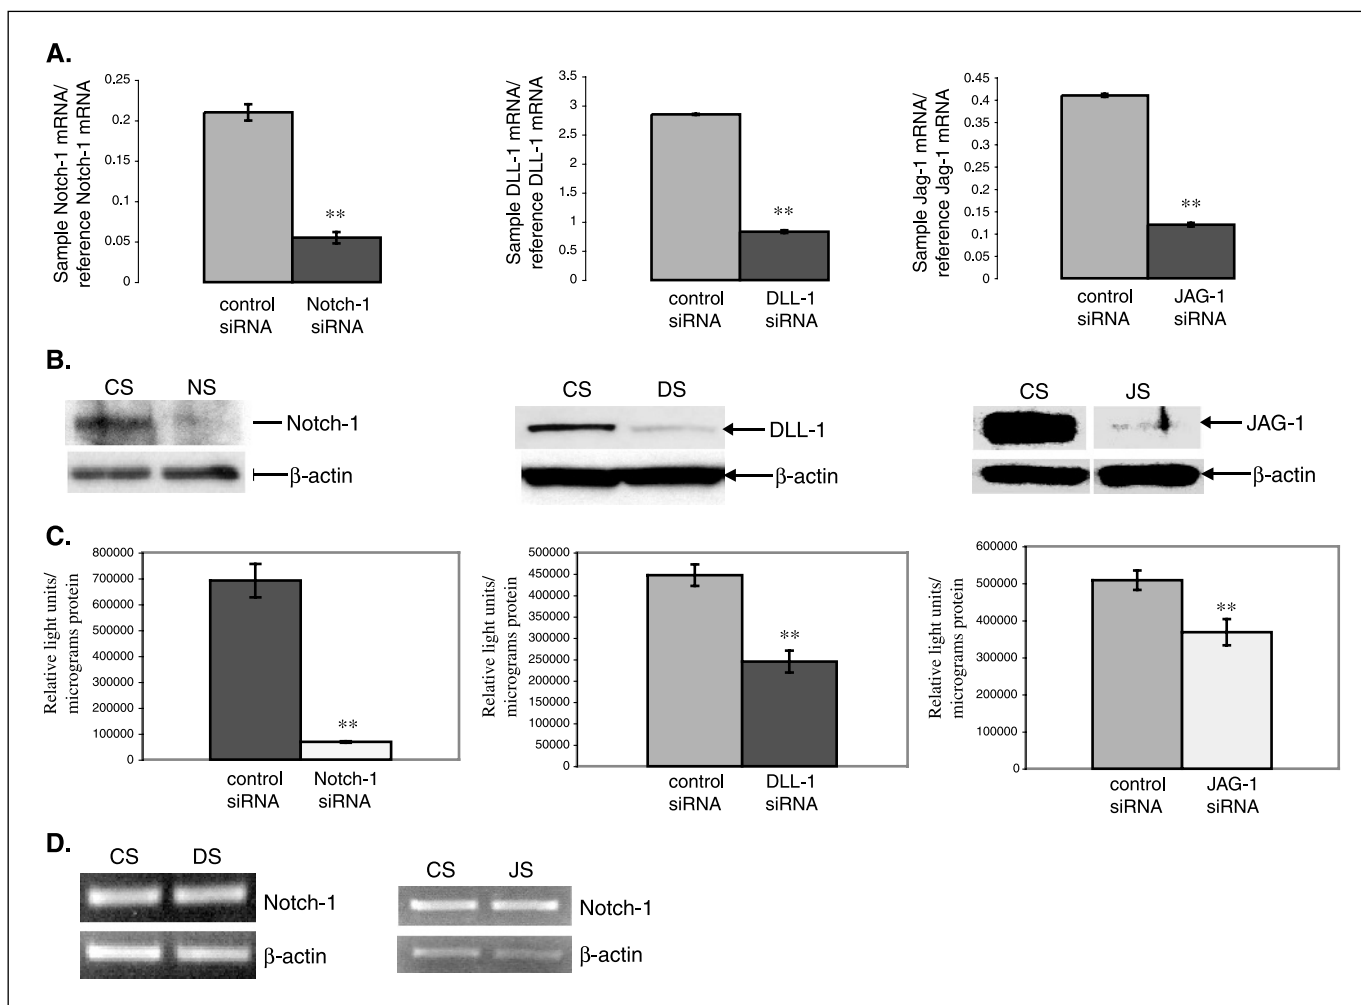 A.
Sample Notch-1 mRNA/
reference Notch-1 mRNA
0.25
0.2
0.15
0.1
0.05
0
**
control
siRNA
Notch-1
siRNA
Sample DLL-1 mRNA/
reference DLL-1 mRNA
3.5
3
2.5
2
1.5
1
0.5
0
**
control
siRNA
DLL-1
siRNA
Sample Jag-1 mRNA/
reference Jag-1 mRNA
0.45
0.4
0.35
0.3
0.25
0.2
0.15
0.1
0.05
0
**
control
siRNA
JAG-1
siRNA
B.
CS NS
Notch-1
β-actin
CS DS
DLL-1
β-actin
CS JS
JAG-1
β-actin
C.
Relative light units/
micrograms protein
800000
700000
600000
500000
400000
300000
200000
100000
0
**
control
siRNA
Notch-1
siRNA
Relative light units/
micrograms protein
500000
450000
400000
350000
300000
250000
200000
150000
100000
50000
0
**
control
siRNA
DLL-1
siRNA
Relative light units/
micrograms protein
600000
500000
400000
300000
200000
100000
0
**
control
siRNA
JAG-1
siRNA
D.
CS DS
Notch-1
β-actin
CS JS
Notch-1
β-actin